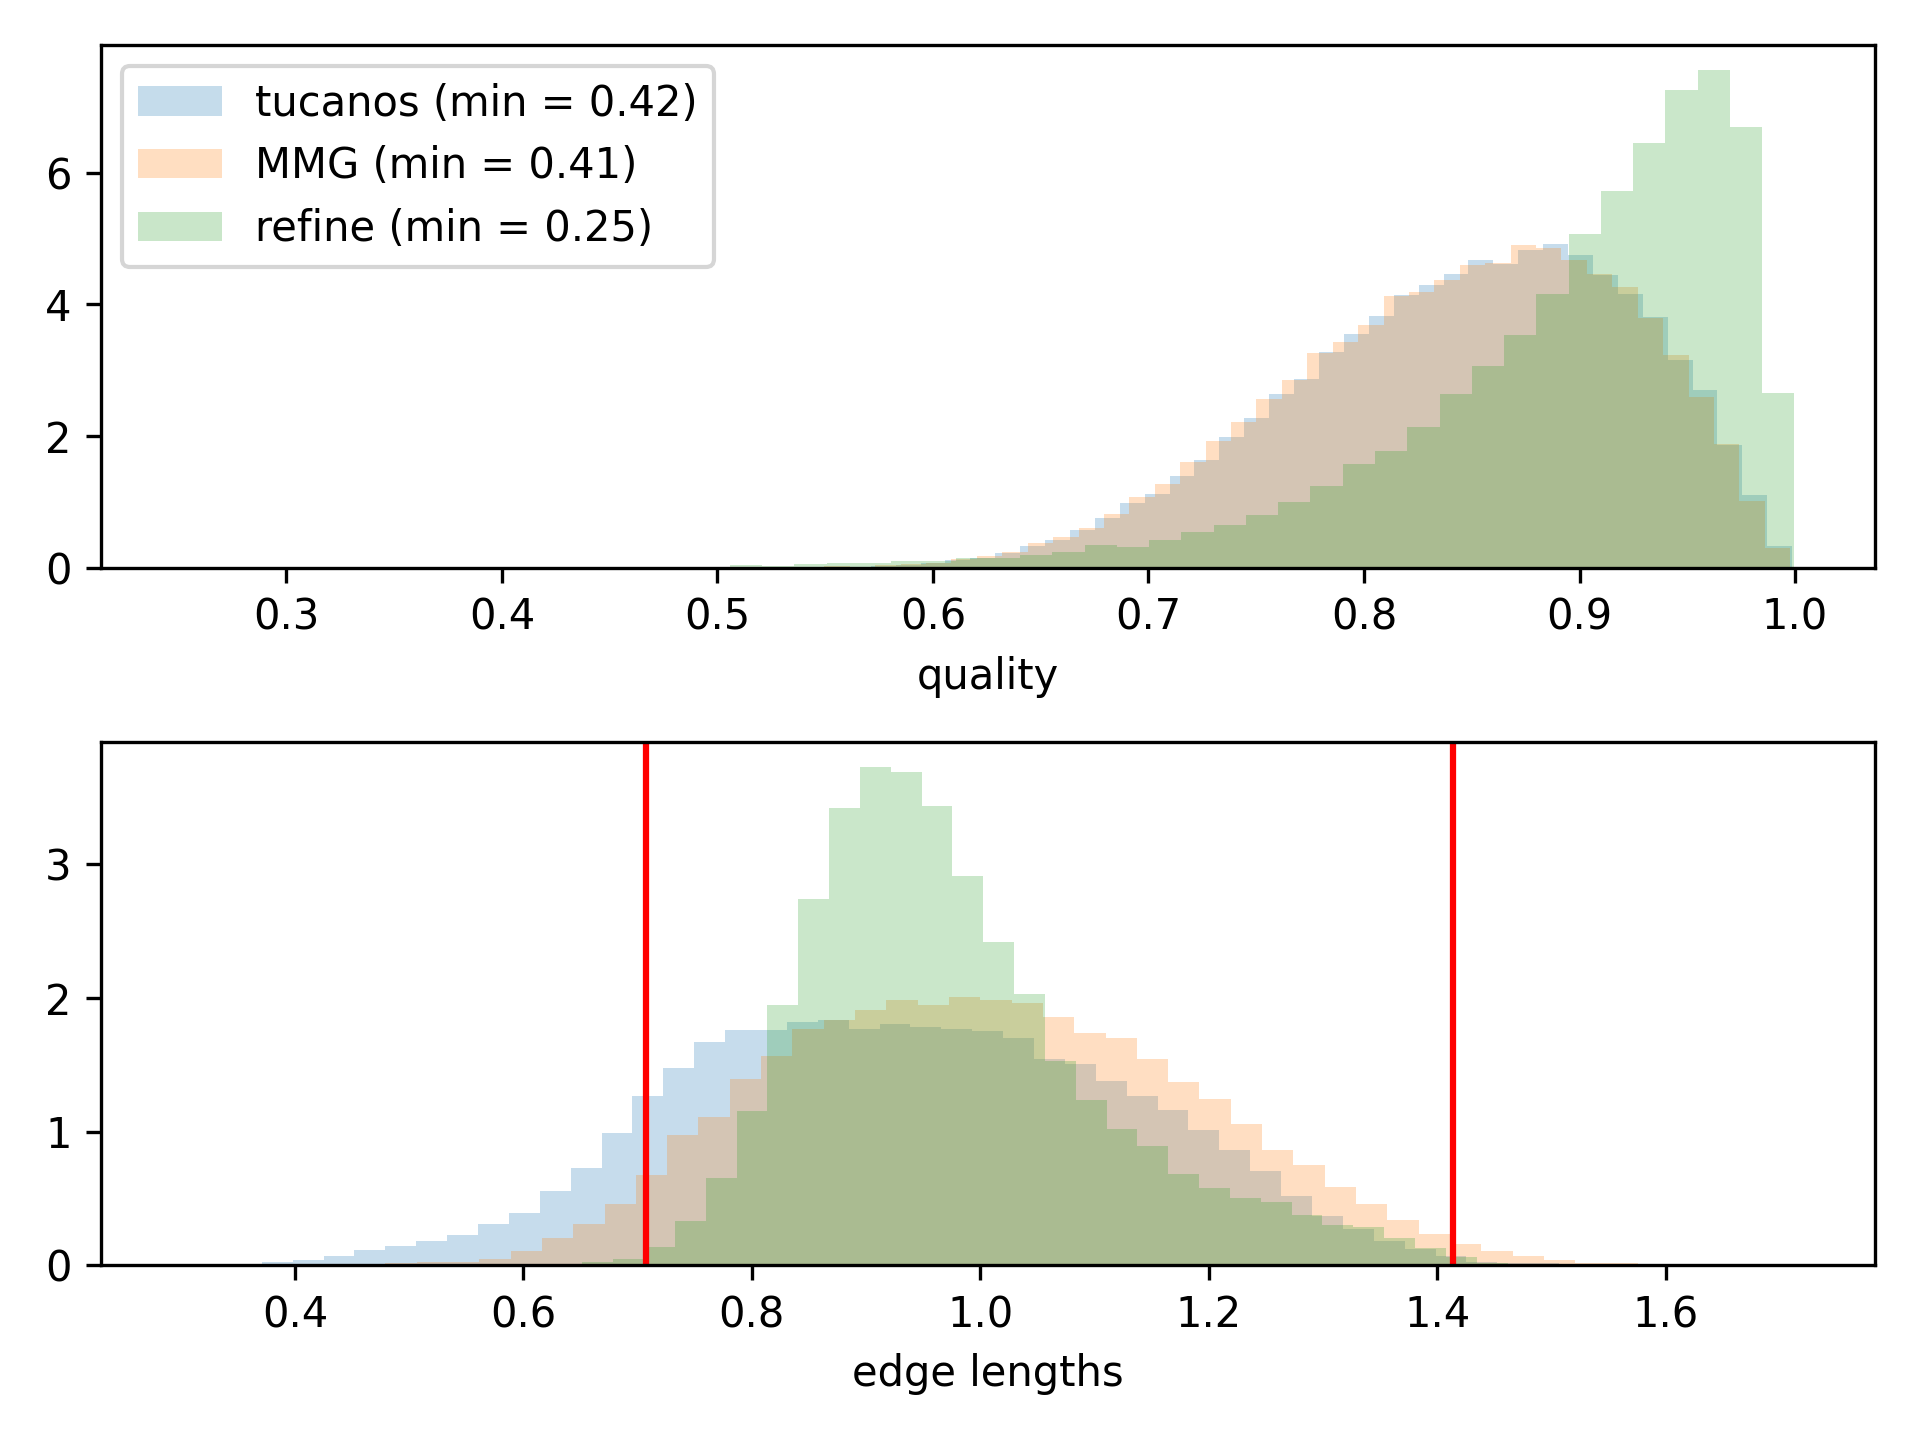 tucanos (min = 0.42)
MMG (min = 0.41)
refine (min = 0.25)
6
4
2
0
0.3 0.4 0.5 0.6 0.7 0.8 0.9 1.0
quality
3
2
1
0
0.4 0.6 0.8 1.0 1.2 1.4 1.6
edge lengths